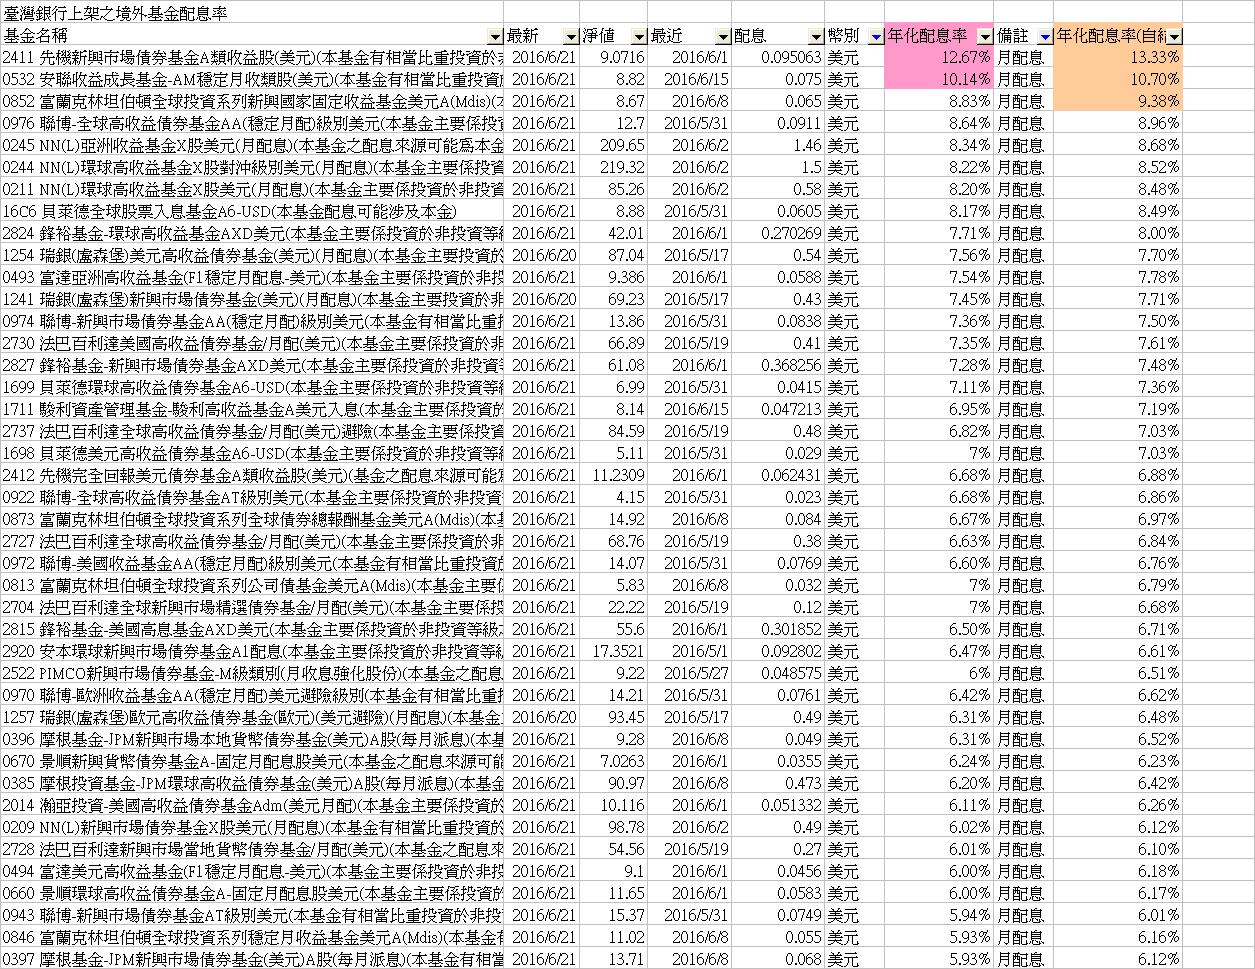 臺灣銀行上架之境外基金配息率
基金名稱 最新 淨值 最近 配息 幣別 年化配息率 備註 年化配息率(自結
2411 先機新興市場債券基金A類收益股(美元)(本基金有相當比重投資於非 2016/6/21 9.0716 2016/6/1 0.095063 美元 12.67% 月配息 13.33%
0532 安聯收益成長基金-AM穩定月收類股(美元)(本基金有相當比重投資 2016/6/21 8.82 2016/6/15 0.075 美元 10.14% 月配息 10.70%
0852 富蘭克林坦伯頓全球投資系列新興國家固定收益基金美元A(Mdis)(本 2016/6/21 8.67 2016/6/8 0.065 美元 8.83% 月配息 9.38%
0976 聯博-全球高收益債券基金AA(穩定月配)級別美元(本基金主要係投資 2016/6/21 12.7 2016/5/31 0.0911 美元 8.64% 月配息 8.96%
0245 NN(L)亞洲收益基金X股美元(月配息)(本基金之配息來源可能為本金 2016/6/21 209.65 2016/6/2 1.46 美元 8.34% 月配息 8.68%
0244 NN(L)環球高收益基金X股對沖級別美元(月配息)(本基金主要係投資 2016/6/21 219.32 2016/6/2 1.5 美元 8.22% 月配息 8.52%
0211 NN(L)環球高收益基金X股美元(月配息)(本基金主要係投資於非投資 2016/6/21 85.26 2016/6/2 0.58 美元 8.20% 月配息 8.48%
16C6 貝萊德全球股票入息基金A6-USD(本基金配息可能涉及本金) 2016/6/21 8.88 2016/5/31 0.0605 美元 8.17% 月配息 8.49%
2824 鋒裕基金-環球高收益基金AXD美元(本基金主要係投資於非投資等級 2016/6/21 42.01 2016/6/1 0.270269 美元 7.71% 月配息 8.00%
1254 瑞銀(盧森堡)美元高收益債券基金(美元)(月配息)(本基金主要投資於 2016/6/20 87.04 2016/5/17 0.54 美元 7.56% 月配息 7.70%
0493 富達亞洲高收益基金(F1穩定月配息-美元)(本基金主要係投資於非投 2016/6/21 9.386 2016/6/1 0.0588 美元 7.54% 月配息 7.78%
1241 瑞銀(盧森堡)新興市場債券基金(美元)(月配息)(本基金主要投資於非 2016/6/20 69.23 2016/5/17 0.43 美元 7.45% 月配息 7.71%
0974 聯博-新興市場債券基金AA(穩定月配)級別美元(本基金有相當比重投 2016/6/21 13.86 2016/5/31 0.0838 美元 7.36% 月配息 7.50%
2730 法巴百利達美國高收益債券基金/月配(美元)(本基金主要係投資於非 2016/6/21 66.89 2016/5/19 0.41 美元 7.35% 月配息 7.61%
2827 鋒裕基金-新興市場債券基金AXD美元(本基金主要係投資於非投資等 2016/6/21 61.08 2016/6/1 0.368256 美元 7.28% 月配息 7.48%
1699 貝萊德環球高收益債券基金A6-USD(本基金主要係投資於非投資等級 2016/6/21 6.99 2016/5/31 0.0415 美元 7.11% 月配息 7.36%
1711 駿利資產管理基金-駿利高收益基金A美元入息(本基金主要係投資於 2016/6/21 8.14 2016/6/15 0.047213 美元 6.95% 月配息 7.19%
2737 法巴百利達全球高收益債券基金/月配(美元)避險(本基金主要係投資 2016/6/21 84.59 2016/5/19 0.48 美元 6.82% 月配息 7.03%
1698 貝萊德美元高收益債券基金A6-USD(本基金主要係投資於非投資等級 2016/6/21 5.11 2016/5/31 0.029 美元 7% 月配息 7.03%
2412 先機完全回報美元債券基金A類收益股(美元)(基金之配息來源可能為 2016/6/21 11.2309 2016/6/1 0.062431 美元 6.68% 月配息 6.88%
0922 聯博-全球高收益債券基金AT級別美元(本基金主要係投資於非投資等 2016/6/21 4.15 2016/5/31 0.023 美元 6.68% 月配息 6.86%
0873 富蘭克林坦伯頓全球投資系列全球債券總報酬基金美元A(Mdis)(本基 2016/6/21 14.92 2016/6/8 0.084 美元 6.67% 月配息 6.97%
2727 法巴百利達全球高收益債券基金/月配(美元)(本基金主要係投資於非 2016/6/21 68.76 2016/5/19 0.38 美元 6.63% 月配息 6.84%
0972 聯博-美國收益基金AA(穩定月配)級別美元(本基金有相當比重投資於 2016/6/21 14.07 2016/5/31 0.0769 美元 6.60% 月配息 6.76%
0813 富蘭克林坦伯頓全球投資系列公司債基金美元A(Mdis)(本基金主要係 2016/6/21 5.83 2016/6/8 0.032 美元 7% 月配息 6.79%
2704 法巴百利達全球新興市場精選債券基金/月配(美元)(本基金主要係投 2016/6/21 22.22 2016/5/19 0.12 美元 7% 月配息 6.68%
2815 鋒裕基金-美國高息基金AXD美元(本基金主要係投資於非投資等級 2016/6/21 55.6 2016/6/1 0.301852 美元 6.50% 月配息 6.71%
2920 安本環球新興市場債券基金A1配息(本基金主要係投資於非投資等級 2016/6/21 17.3521 2016/5/1 0.092802 美元 6.47% 月配息 6.61%
2522 PIMCO新興市場債券基金-M級類別(月收息強化股份)(本基金之配息 2016/6/21 9.22 2016/5/27 0.048575 美元 6% 月配息 6.51%
0970 聯博-歐洲收益基金AA(穩定月配)美元避險級別(本基金有相當比重投 2016/6/21 14.21 2016/5/31 0.0761 美元 6.42% 月配息 6.62%
1257 瑞銀(盧森堡)歐元高收益債券基金(歐元)(美元避險)(月配息)(本基金 2016/6/20 93.45 2016/5/17 0.49 美元 6.31% 月配息 6.48%
0396 摩根基金-JPM新興市場本地貨幣債券基金(美元)A股(每月派息)(本基 2016/6/21 9.28 2016/6/8 0.049 美元 6.31% 月配息 6.52%
0670 景順新興貨幣債券基金A-固定月配息股美元(本基金之配息來源可能 2016/6/21 7.0263 2016/6/1 0.0355 美元 6.23% 月配息 6.23%
0385 摩根投資基金-JPM環球高收益債券基金(美元)A股(每月派息)(本基金 2016/6/21 90.97 2016/6/8 0.473 美元 6.20% 月配息 6.42%
2014 瀚亞投資-美國高收益債券基金Adm(美元月配)(本基金主要係投資於 2016/6/21 10.116 2016/6/1 0.051332 美元 6.11% 月配息 6.26%
0209 NN(L)新興市場債券基金X股美元(月配息)(本基金有相當比重投資於 2016/6/21 98.78 2016/6/2 0.49 美元 6.02% 月配息 6.12%
2728 法巴百利達新興市場當地貨幣債券基金/月配(美元)(本基金之配息來 2016/6/21 54.56 2016/5/19 0.27 美元 6.01% 月配息 6.10%
0494 富達美元高收益基金(F1穩定月配息-美元)(本基金主要係投資於非投 2016/6/21 9.1 2016/6/1 0.0456 美元 6.00% 月配息 6.18%
0660 景順環球高收益債券基金A-固定月配息股美元(本基金主要係投資於 2016/6/21 11.65 2016/6/1 0.0583 美元 6.00% 月配息 6.17%
0943 聯博-新興市場債券基金AT級別美元(本基金有相當比重投資於非投 2016/6/21 15.37 2016/5/31 0.0749 美元 5.94% 月配息 6.01%
0846 富蘭克林坦伯頓全球投資系列穩定月收益基金美元A(Mdis)(本基金有 2016/6/21 11.02 2016/6/8 0.055 美元 5.93% 月配息 6.16%
0397 摩根基金-JPM新興市場債券基金(美元)A股(每月派息)(本基金有相當 2016/6/21 13.71 2016/6/8 0.068 美元 5.93% 月配息 6.12%